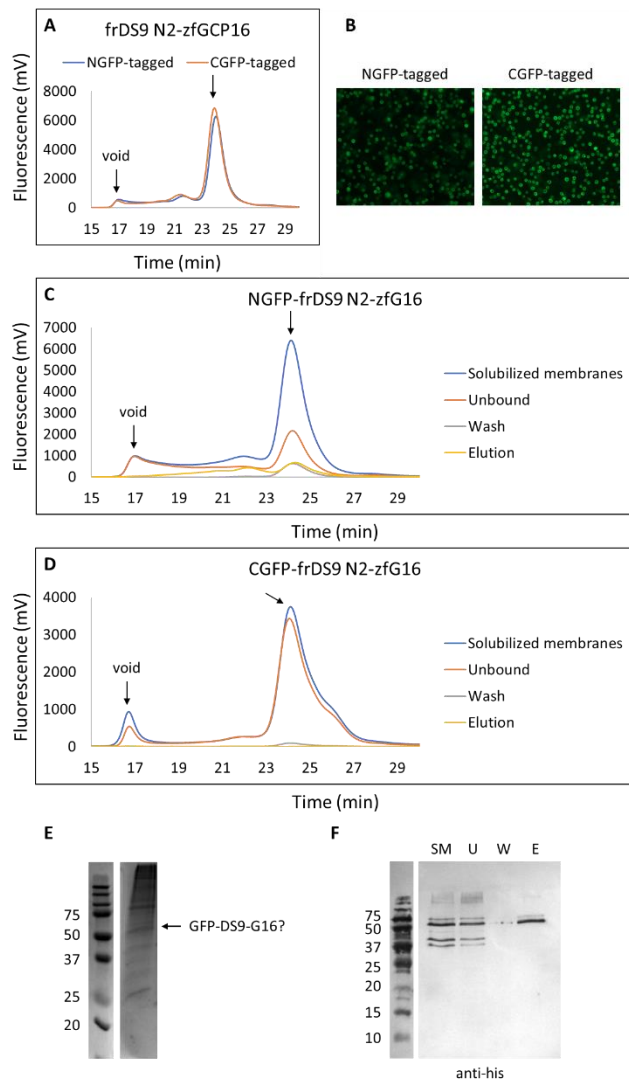 A
frDS9 N2-zfGCP16
NGFP-tagged
CGFP-tagged
Fluorescence (mV)
8000
7000
6000
5000
4000
3000
2000
1000
0
void
15 17 19 21 23 25 27 29
Time (min)
B
NGFP-tagged
CGFP-tagged
C
NGFP-frDS9 N2-zfG16
Fluorescence (mV)
7000
6000
5000
4000
3000
2000
1000
0
void
15 17 19 21 23 25 27 29
Time (min)
Solubilized membranes
Unbound
Wash
Elution
D
CGFP-frDS9 N2-zfG16
Fluorescence (mV)
4000
3000
2000
1000
0
void
15 17 19 21 23 25 27 29
Time (min)
Solubilized membranes
Unbound
Wash
Elution
E
75
50
37
25
20
GFP-DS9-G16?
F
SM U W E
75
50
37
25
20
15
10
anti-his